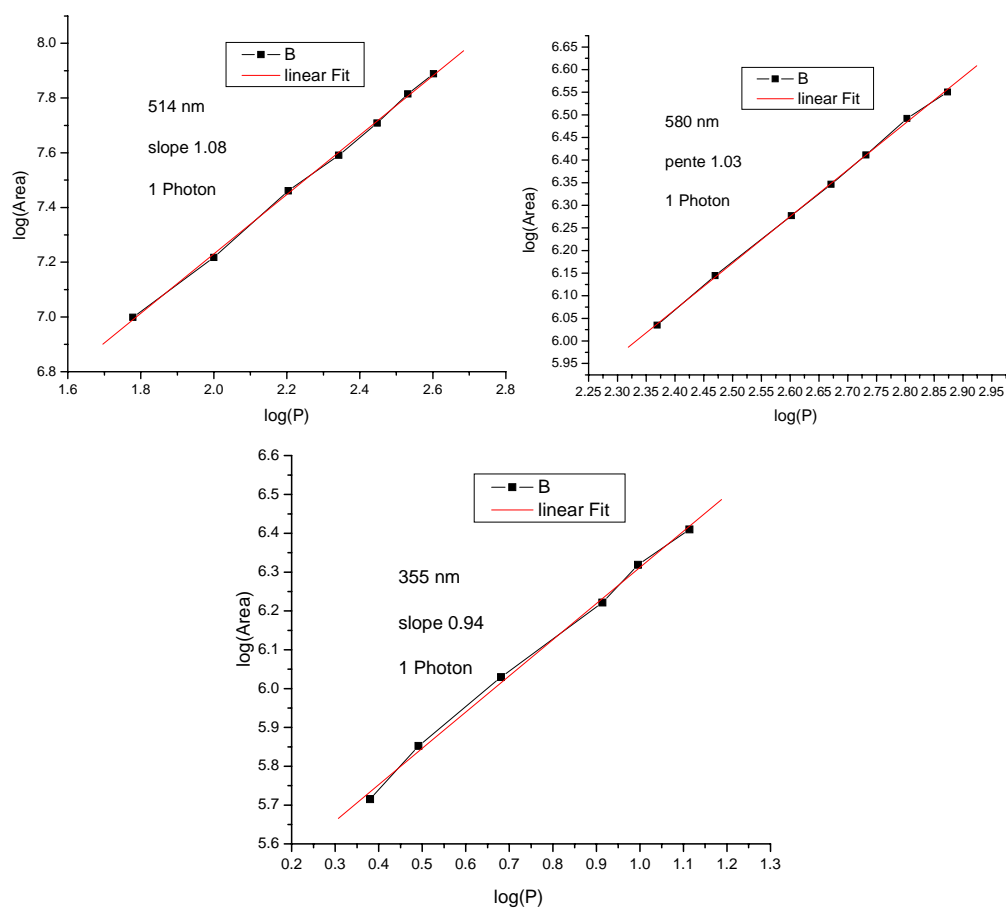 8.0
7.8
7.6
7.4
7.2
7.0
6.8
log(Area)
B
linear Fit
514 nm
slope 1.08
1 Photon
1.6 1.8 2.0 2.2 2.4 2.6 2.8
log(P)
6.65
6.60
6.55
6.50
6.45
6.40
6.35
6.30
6.25
6.20
6.15
6.10
6.05
6.00
5.95
log(Area)
B
linear Fit
580 nm
pente 1.03
1 Photon
2.25 2.30 2.35 2.40 2.45 2.50 2.55 2.60 2.65 2.70 2.75 2.80 2.85 2.90 2.95
log(P)
6.6
6.5
6.4
6.3
6.2
6.1
6.0
5.9
5.8
5.7
5.6
log(Area)
B
linear Fit
355 nm
slope 0.94
1 Photon
0.2 0.3 0.4 0.5 0.6 0.7 0.8 0.9 1.0 1.1 1.2 1.3
log(P)